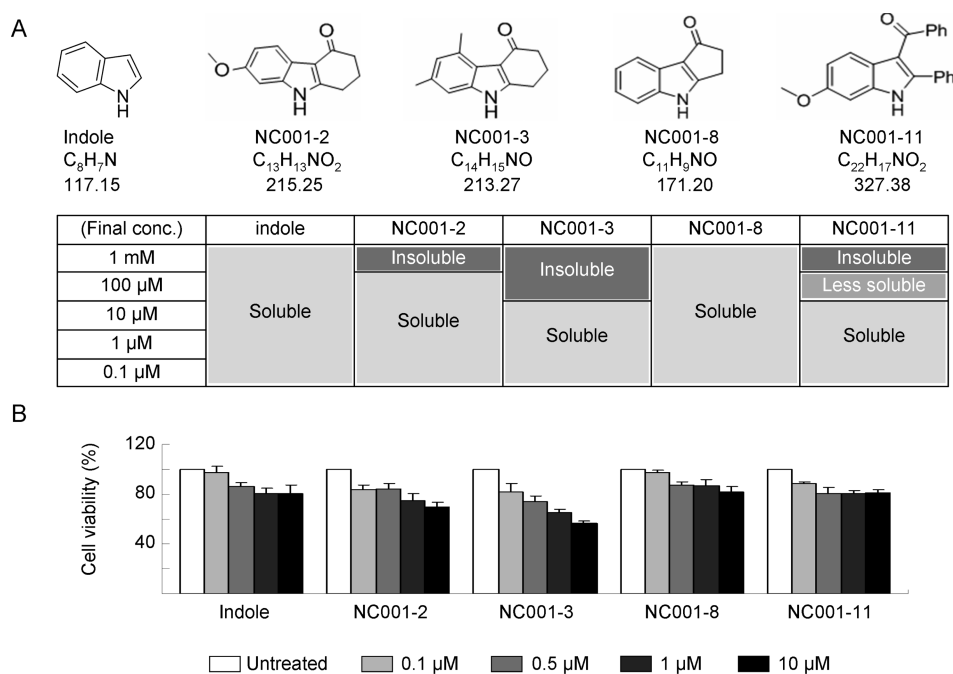 A
O
O
O
O
O
Ph
Ph
O
O
N
H
N
H
N
H
N
H
N
H
Indole NC001-2 NC001-3 NC001-8 NC001-11
C₈H₇N C₁₃H₁₃NO₂ C₁₄H₁₅NO C₁₁H₉NO C₂₂H₁₇NO₂
117.15 215.25 213.27 171.20 327.38
(Final conc.) indole NC001-2 NC001-3 NC001-8 NC001-11
1 mM Insoluble Insoluble Insoluble
100 µM Less soluble
10 µM Soluble Soluble Soluble Soluble Soluble
1 µM
0.1 µM
B
Cell viability (%)
120
80
40
Indole NC001-2 NC001-3 NC001-8 NC001-11
Untreated 0.1 µM 0.5 µM 1 µM 10 µM